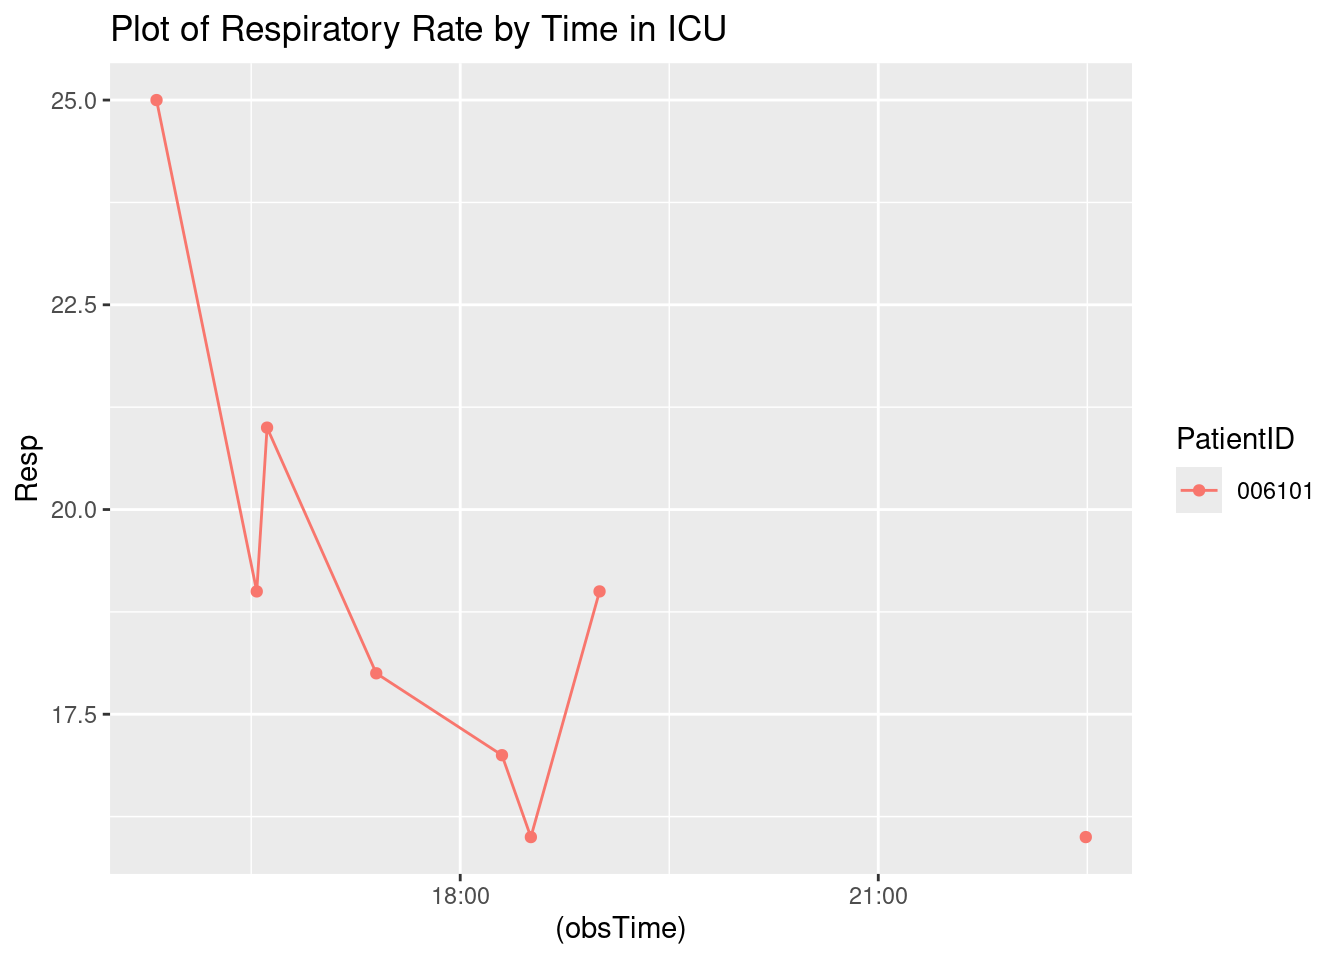 Plot of Respiratory Rate by Time in ICU
25.0
22.5
20.0
17.5
Resp
18:00
21:00
(obsTime)
PatientID
006101